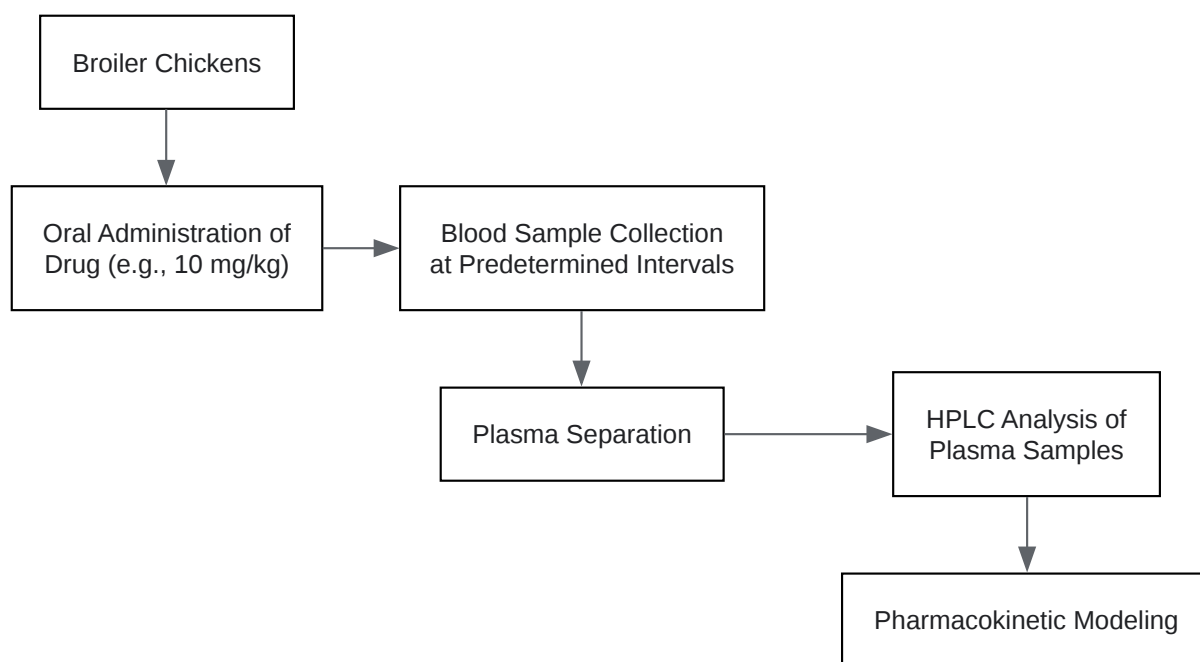 Broiler Chickens
Oral Administration of
Drug (e.g., 10 mg/kg)
Blood Sample Collection
at Predetermined Intervals
Plasma Separation
HPLC Analysis of
Plasma Samples
Pharmacokinetic Modeling